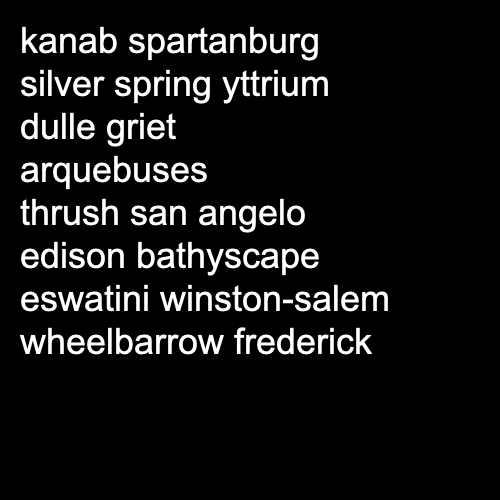 kanab spartanburg
silver spring yttrium
dulle griet
arquebuses
thrush san angelo
edison bathyscape
eswatini winston-salem
wheelbarrow frederick